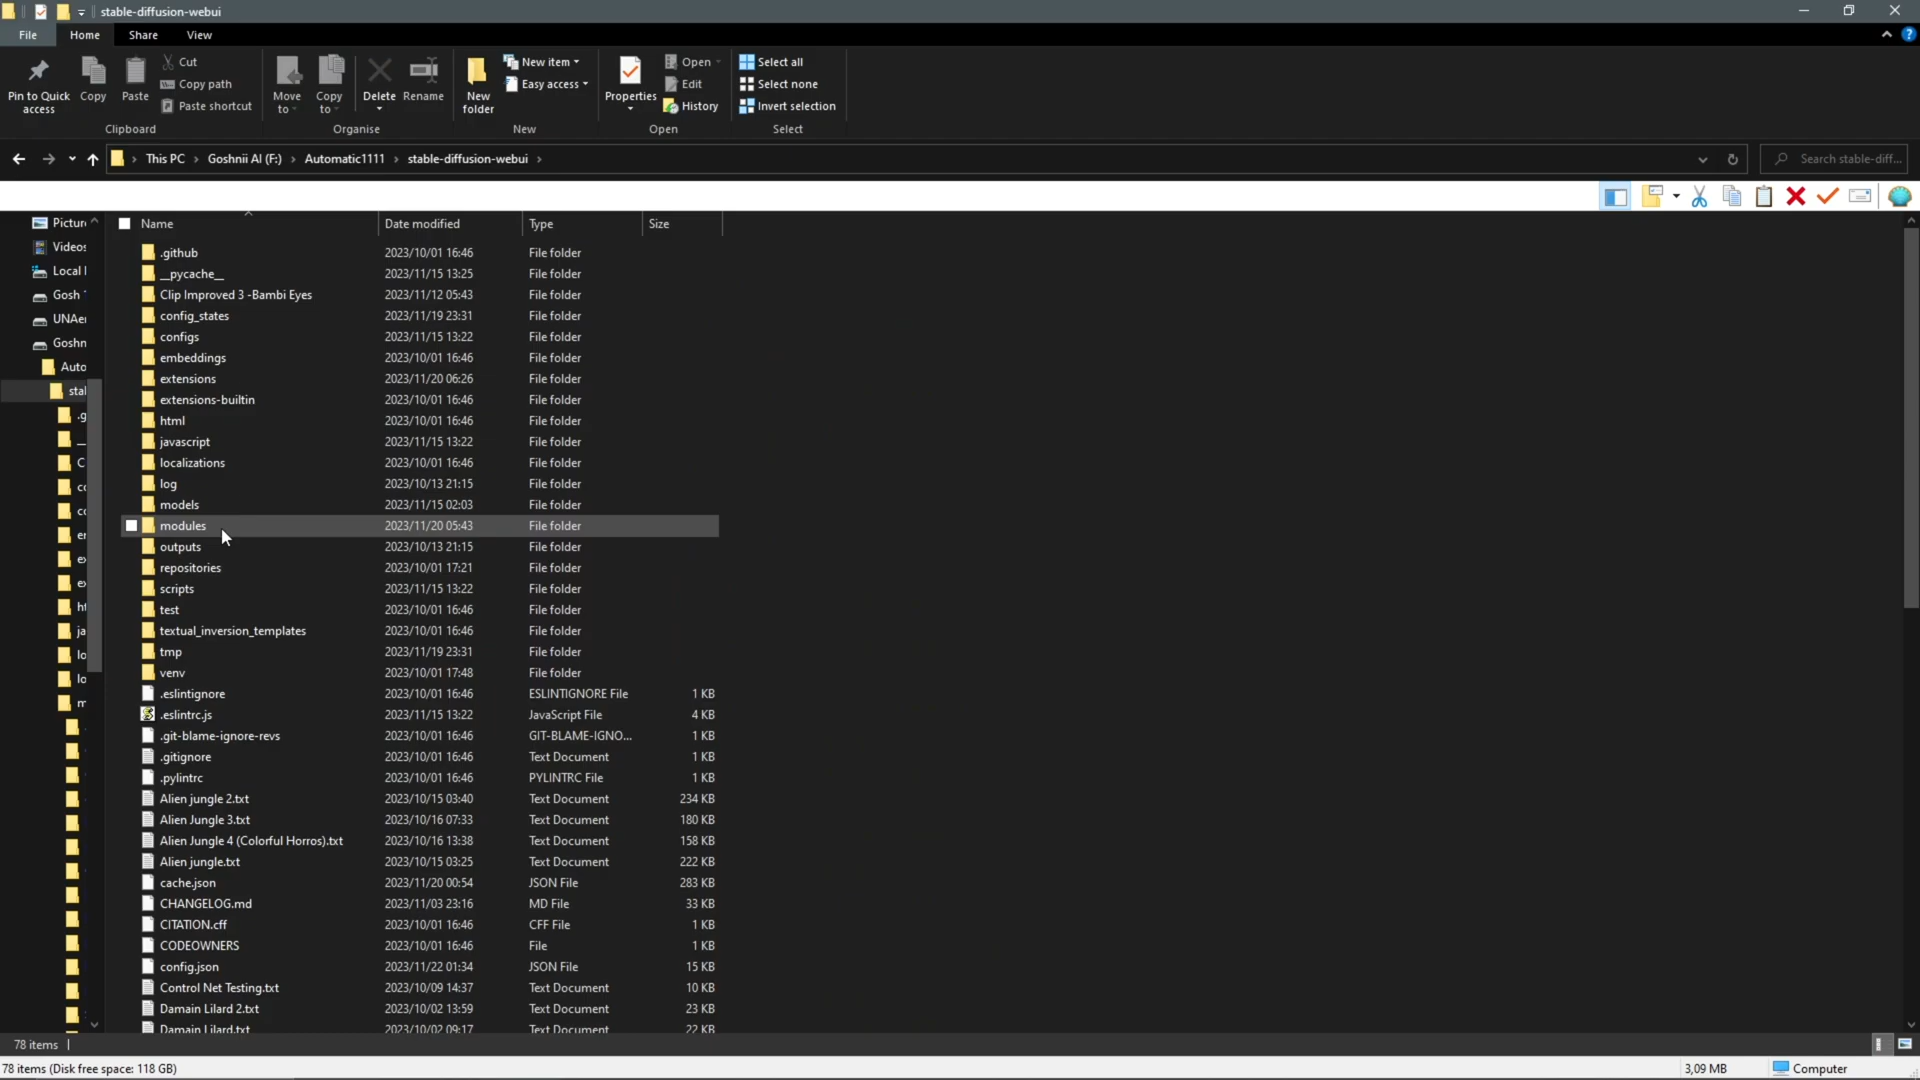 stable-diffusion-webui
File Home Share View
Pin to Quick access
Copy
Paste
Cut
Copy path
Paste shortcut
Clipboard
Move to
Copy to
Delete
Rename
Organise
New folder
New item
Easy access
New
Properties
Open
Edit
History
Open
Select all
Select none
Invert selection
Select
This PC > Goshnii AI (F:) > Automatic1111 > stable-diffusion-webui >
Search stable-diff...
Name Date modified Type Size
.github 2023/10/01 16:46 File folder
__pycache__ 2023/11/15 13:25 File folder
Clip Improved 3 -Bambi Eyes 2023/11/12 05:43 File folder
config_states 2023/11/19 23:31 File folder
configs 2023/11/15 13:22 File folder
embeddings 2023/10/01 16:46 File folder
extensions 2023/11/20 06:26 File folder
extensions-builtin 2023/10/01 16:46 File folder
html 2023/10/01 16:46 File folder
javascript 2023/11/15 13:22 File folder
localizations 2023/10/01 16:46 File folder
log 2023/10/13 21:15 File folder
models 2023/11/15 02:03 File folder
modules 2023/11/20 05:43 File folder
outputs 2023/10/13 21:15 File folder
repositories 2023/10/01 17:21 File folder
scripts 2023/11/15 13:22 File folder
test 2023/10/01 16:46 File folder
textual_inversion_templates 2023/10/01 16:46 File folder
tmp 2023/11/19 23:31 File folder
venv 2023/10/01 17:48 File folder
.eslintignore 2023/10/01 16:46 ESLINTIGNORE File 1 KB
.eslintrc.js 2023/11/15 13:22 JavaScript File 4 KB
.git-blame-ignore-revs 2023/10/01 16:46 GIT-BLAME-IGNO... 1 KB
.gitignore 2023/10/01 16:46 Text Document 1 KB
.pylintrc 2023/10/01 16:46 PYLINTRC File 1 KB
Alien jungle 2.txt 2023/10/15 03:40 Text Document 234 KB
Alien Jungle 3.txt 2023/10/16 07:33 Text Document 180 KB
Alien Jungle 4 (Colorful Horros).txt 2023/10/16 13:38 Text Document 158 KB
Alien jungle.txt 2023/10/15 03:25 Text Document 222 KB
cache.json 2023/11/20 00:54 JSON File 283 KB
CHANGELOG.md 2023/11/03 23:16 MD File 33 KB
CITATION.cff 2023/10/01 16:46 CFF File 1 KB
CODEOWNERS 2023/10/01 16:46 File 1 KB
config.json 2023/11/22 01:34 JSON File 15 KB
Control Net Testing.txt 2023/10/09 14:37 Text Document 10 KB
Damain Lilard 2.txt 2023/10/02 13:59 Text Document 23 KB
Damain Lilard.txt 2023/10/02 09:17 Text Document 22 KB
Pictur
Videos
Local
Gosh
UNAe
Goshn
Auto
stal
78 items
78 items (Disk free space: 118 GB)
3,09 MB
Computer